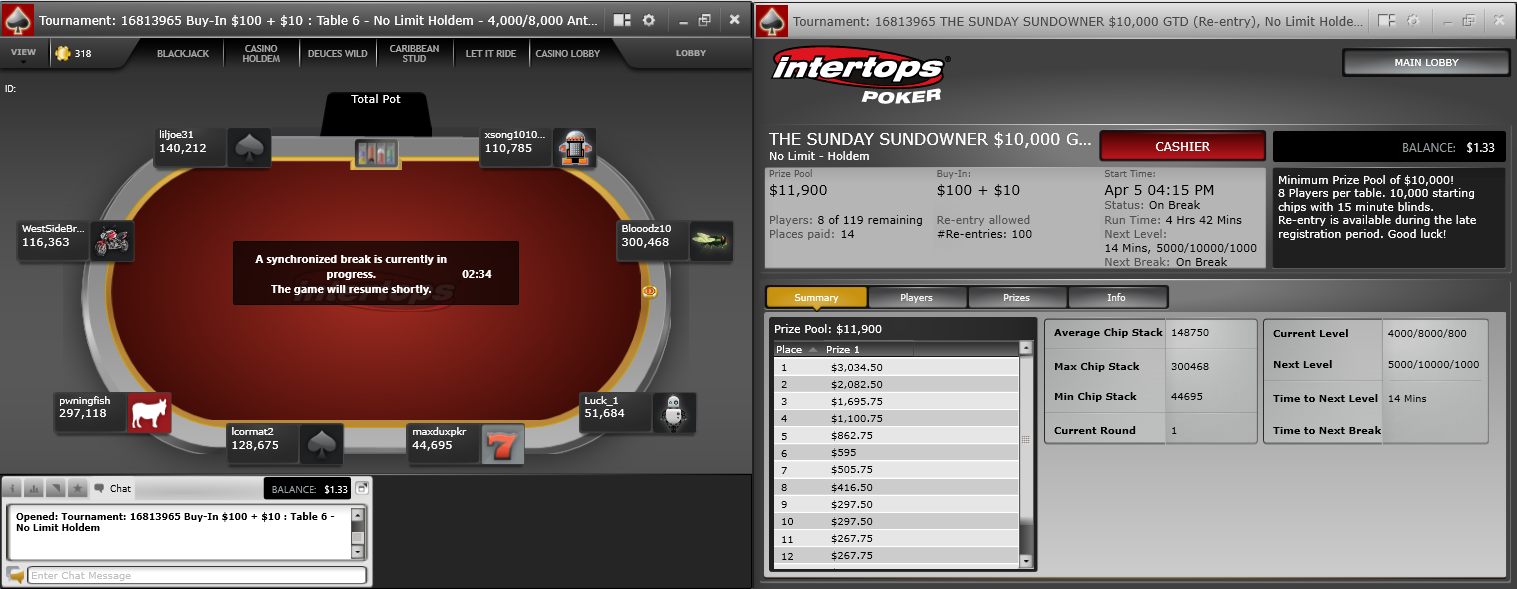 Tournament: 16813965 Buy-In $100 + $10 : Table 6 - No Limit Holdem - 4,000/8,000 Ant...
VIEW
318
BLACKJACK
CASINO
HOLDEM
DEUCES WILD
CARIBBEAN
STUD
LET IT RIDE
CASINO LOBBY
LOBBY
ID:
Total Pot
liljoe31
140,212
xsong1010...
110,785
WestSideBr...
116,363
Blooodz10
300,468
A synchronized break is currently in
progress.
The game will resume shortly.
02:34
intertops
pwningfish
297,118
lcormat2
128,675
maxduxpkr
44,695
7
Luck_1
51,684
Chat
BALANCE: $1.33
Opened: Tournament: 16813965 Buy-In $100 + $10 : Table 6 -
No Limit Holdem
Enter Chat Message
Tournament: 16813965 THE SUNDAY SUNDOWNER $10,000 GTD (Re-entry), No Limit Holde...
intertops
POKER
MAIN LOBBY
THE SUNDAY SUNDOWNER $10,000 G...
No Limit - Holdem
CASHIER
BALANCE: $1.33
Prize Pool
$11,900
Players: 8 of 119 remaining
Places paid: 14
Buy-In:
$100 + $10
Re-entry allowed
#Re-entries: 100
Start Time:
Apr 5 04:15 PM
Status: On Break
Run Time: 4 Hrs 42 Mins
Next Level:
14 Mins, 5000/10000/1000
Next Break: On Break
Minimum Prize Pool of $10,000!
8 Players per table. 10,000 starting
chips with 15 minute blinds.
Re-entry is available during the late
registration period. Good luck!
Summary
Players
Prizes
Info
Prize Pool: $11,900
Place Prize 1
1 $3,034.50
2 $2,082.50
3 $1,695.75
4 $1,100.75
5 $862.75
6 $595
7 $505.75
8 $416.50
9 $297.50
10 $297.50
11 $267.75
12 $267.75
Average Chip Stack 148750
Max Chip Stack 300468
Min Chip Stack 44695
Current Round 1
Current Level 4000/8000/800
Next Level 5000/10000/1000
Time to Next Level 14 Mins
Time to Next Break